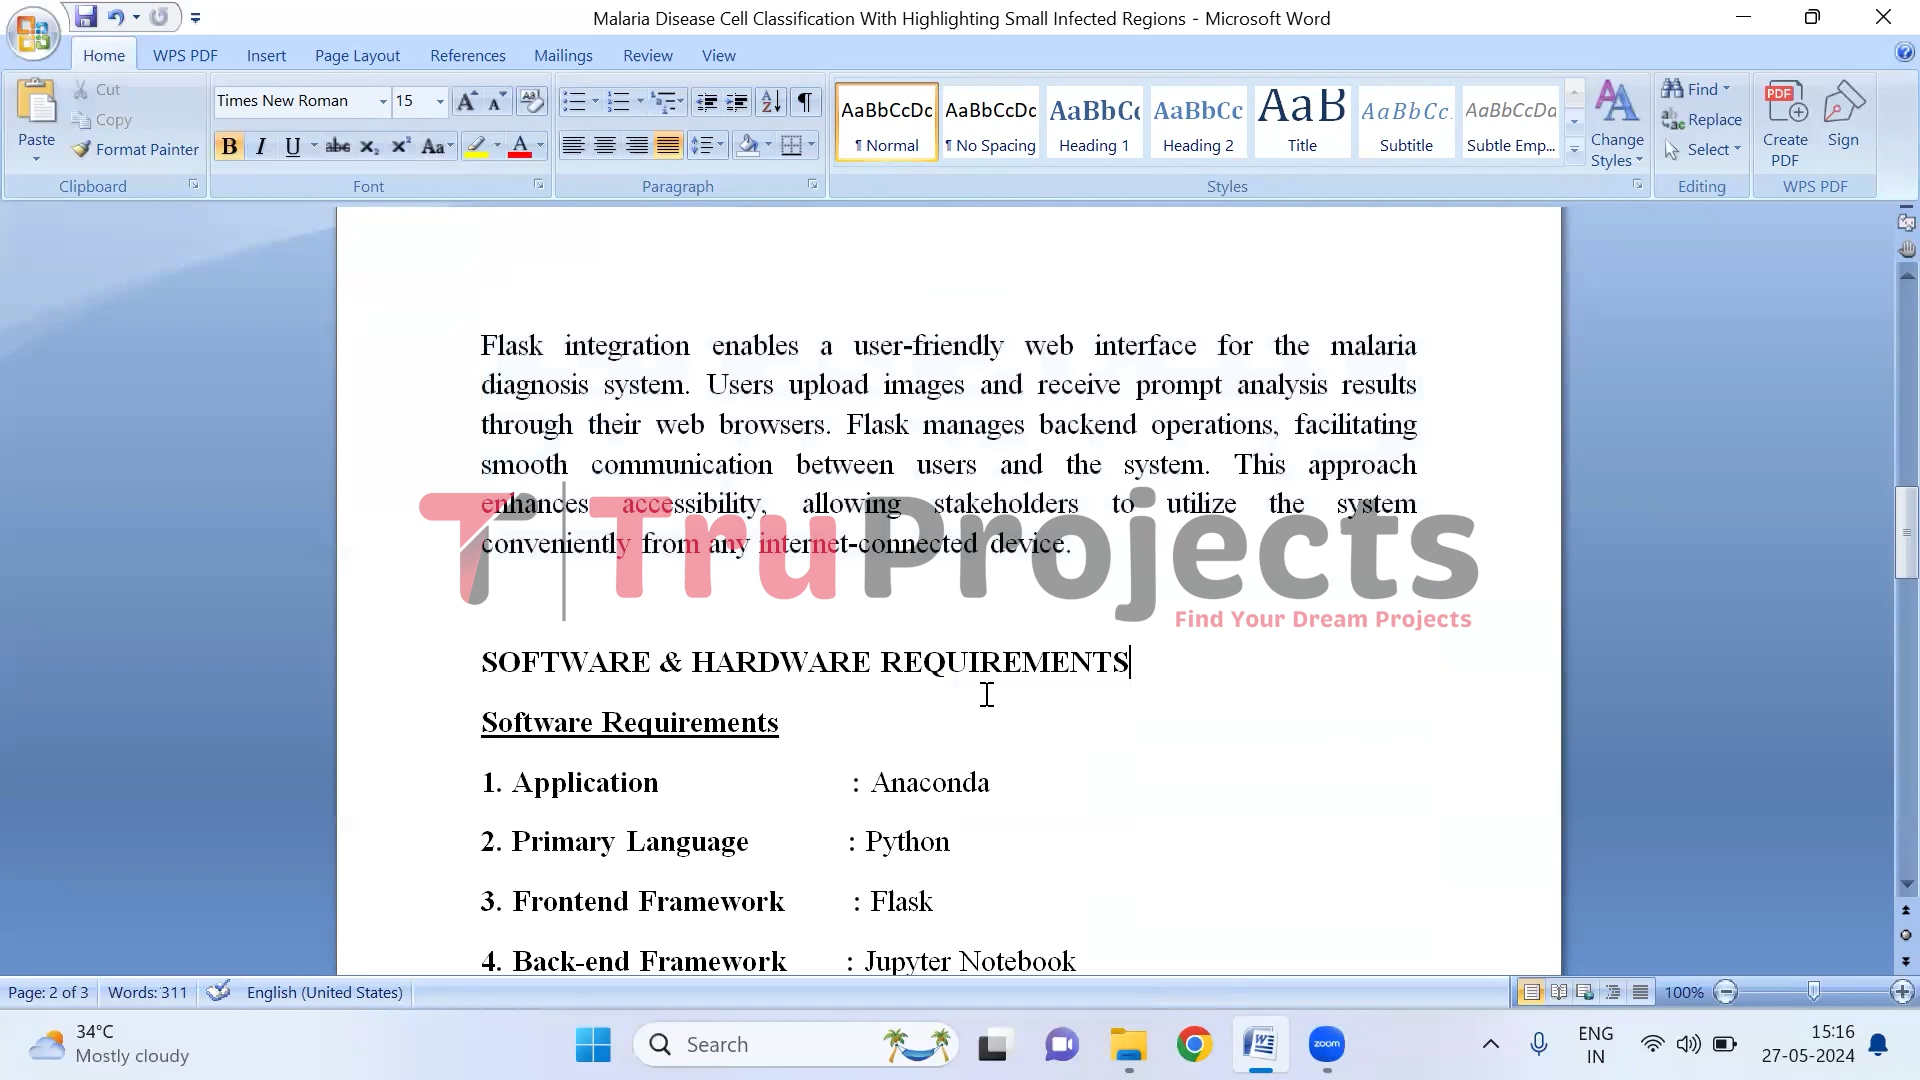 Malaria Disease Cell Classification With Highlighting Small Infected Regions - Microsoft Word
Home WPS PDF Insert Page Layout References Mailings Review View
Paste
Cut
Copy
Format Painter
Clipboard
Times New Roman 15
Font
Paragraph
AaBbCcDc AaBbCcDc AaBbC AaBbCc AaB AaBbCc. AaBbCcDa
¶ Normal ¶ No Spacing Heading 1 Heading 2 Title Subtitle Subtle Emp...
Change Styles
Styles
Find
Replace
Select
Editing
Create PDF
Sign
WPS PDF
Flask integration enables a user-friendly web interface for the malaria
diagnosis system. Users upload images and receive prompt analysis results
through their web browsers. Flask manages backend operations, facilitating
smooth communication between users and the system. This approach
enhances accessibility, allowing stakeholders to utilize the system
conveniently from any internet-connected device.
TruProjects
Find Your Dream Projects
SOFTWARE & HARDWARE REQUIREMENTS
Software Requirements
1. Application : Anaconda
2. Primary Language : Python
3. Frontend Framework : Flask
4. Back-end Framework : Jupyter Notebook
Page: 2 of 3 Words: 311 English (United States) 100%
34°C
Mostly cloudy
Search
zoom
ENG
IN
15:16
27-05-2024